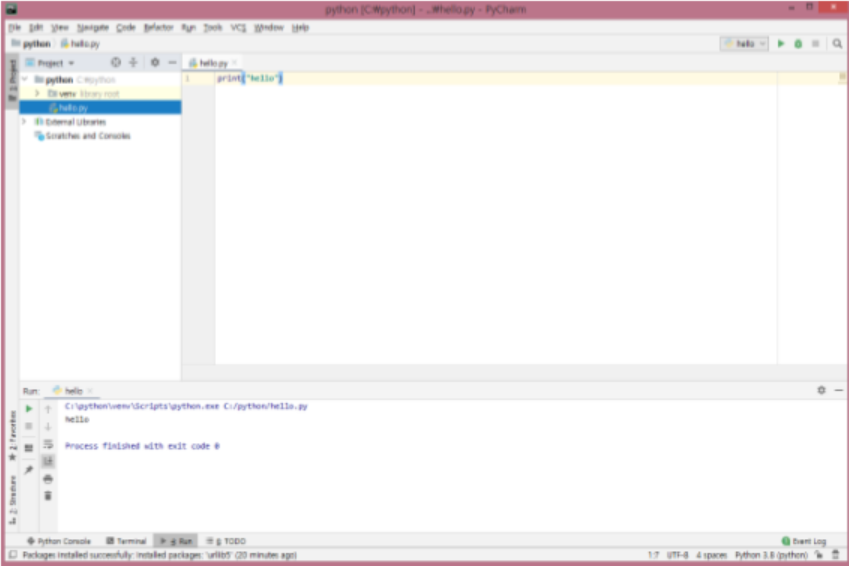 python [C:₩python] - ...₩hello.py - PyCharm
File Edit View Navigate Code Refactor Run Tools VCS Window Help
python hello.py
hello
1: Project
Project
hello.py
python C:₩python
venv library root
hello.py
External Libraries
Scratches and Consoles
1 print("hello")
Run: hello
C:\python\venv\Scripts\python.exe C:/python/hello.py
hello
Process finished with exit code 0
2: Favorites
Z: Structure
Python Console Terminal 4: Run 6: TODO
Event Log
Packages installed successfully: Installed packages: 'urllib5' (20 minutes ago)
1:7 UTF-8 4 spaces Python 3.8 (python)